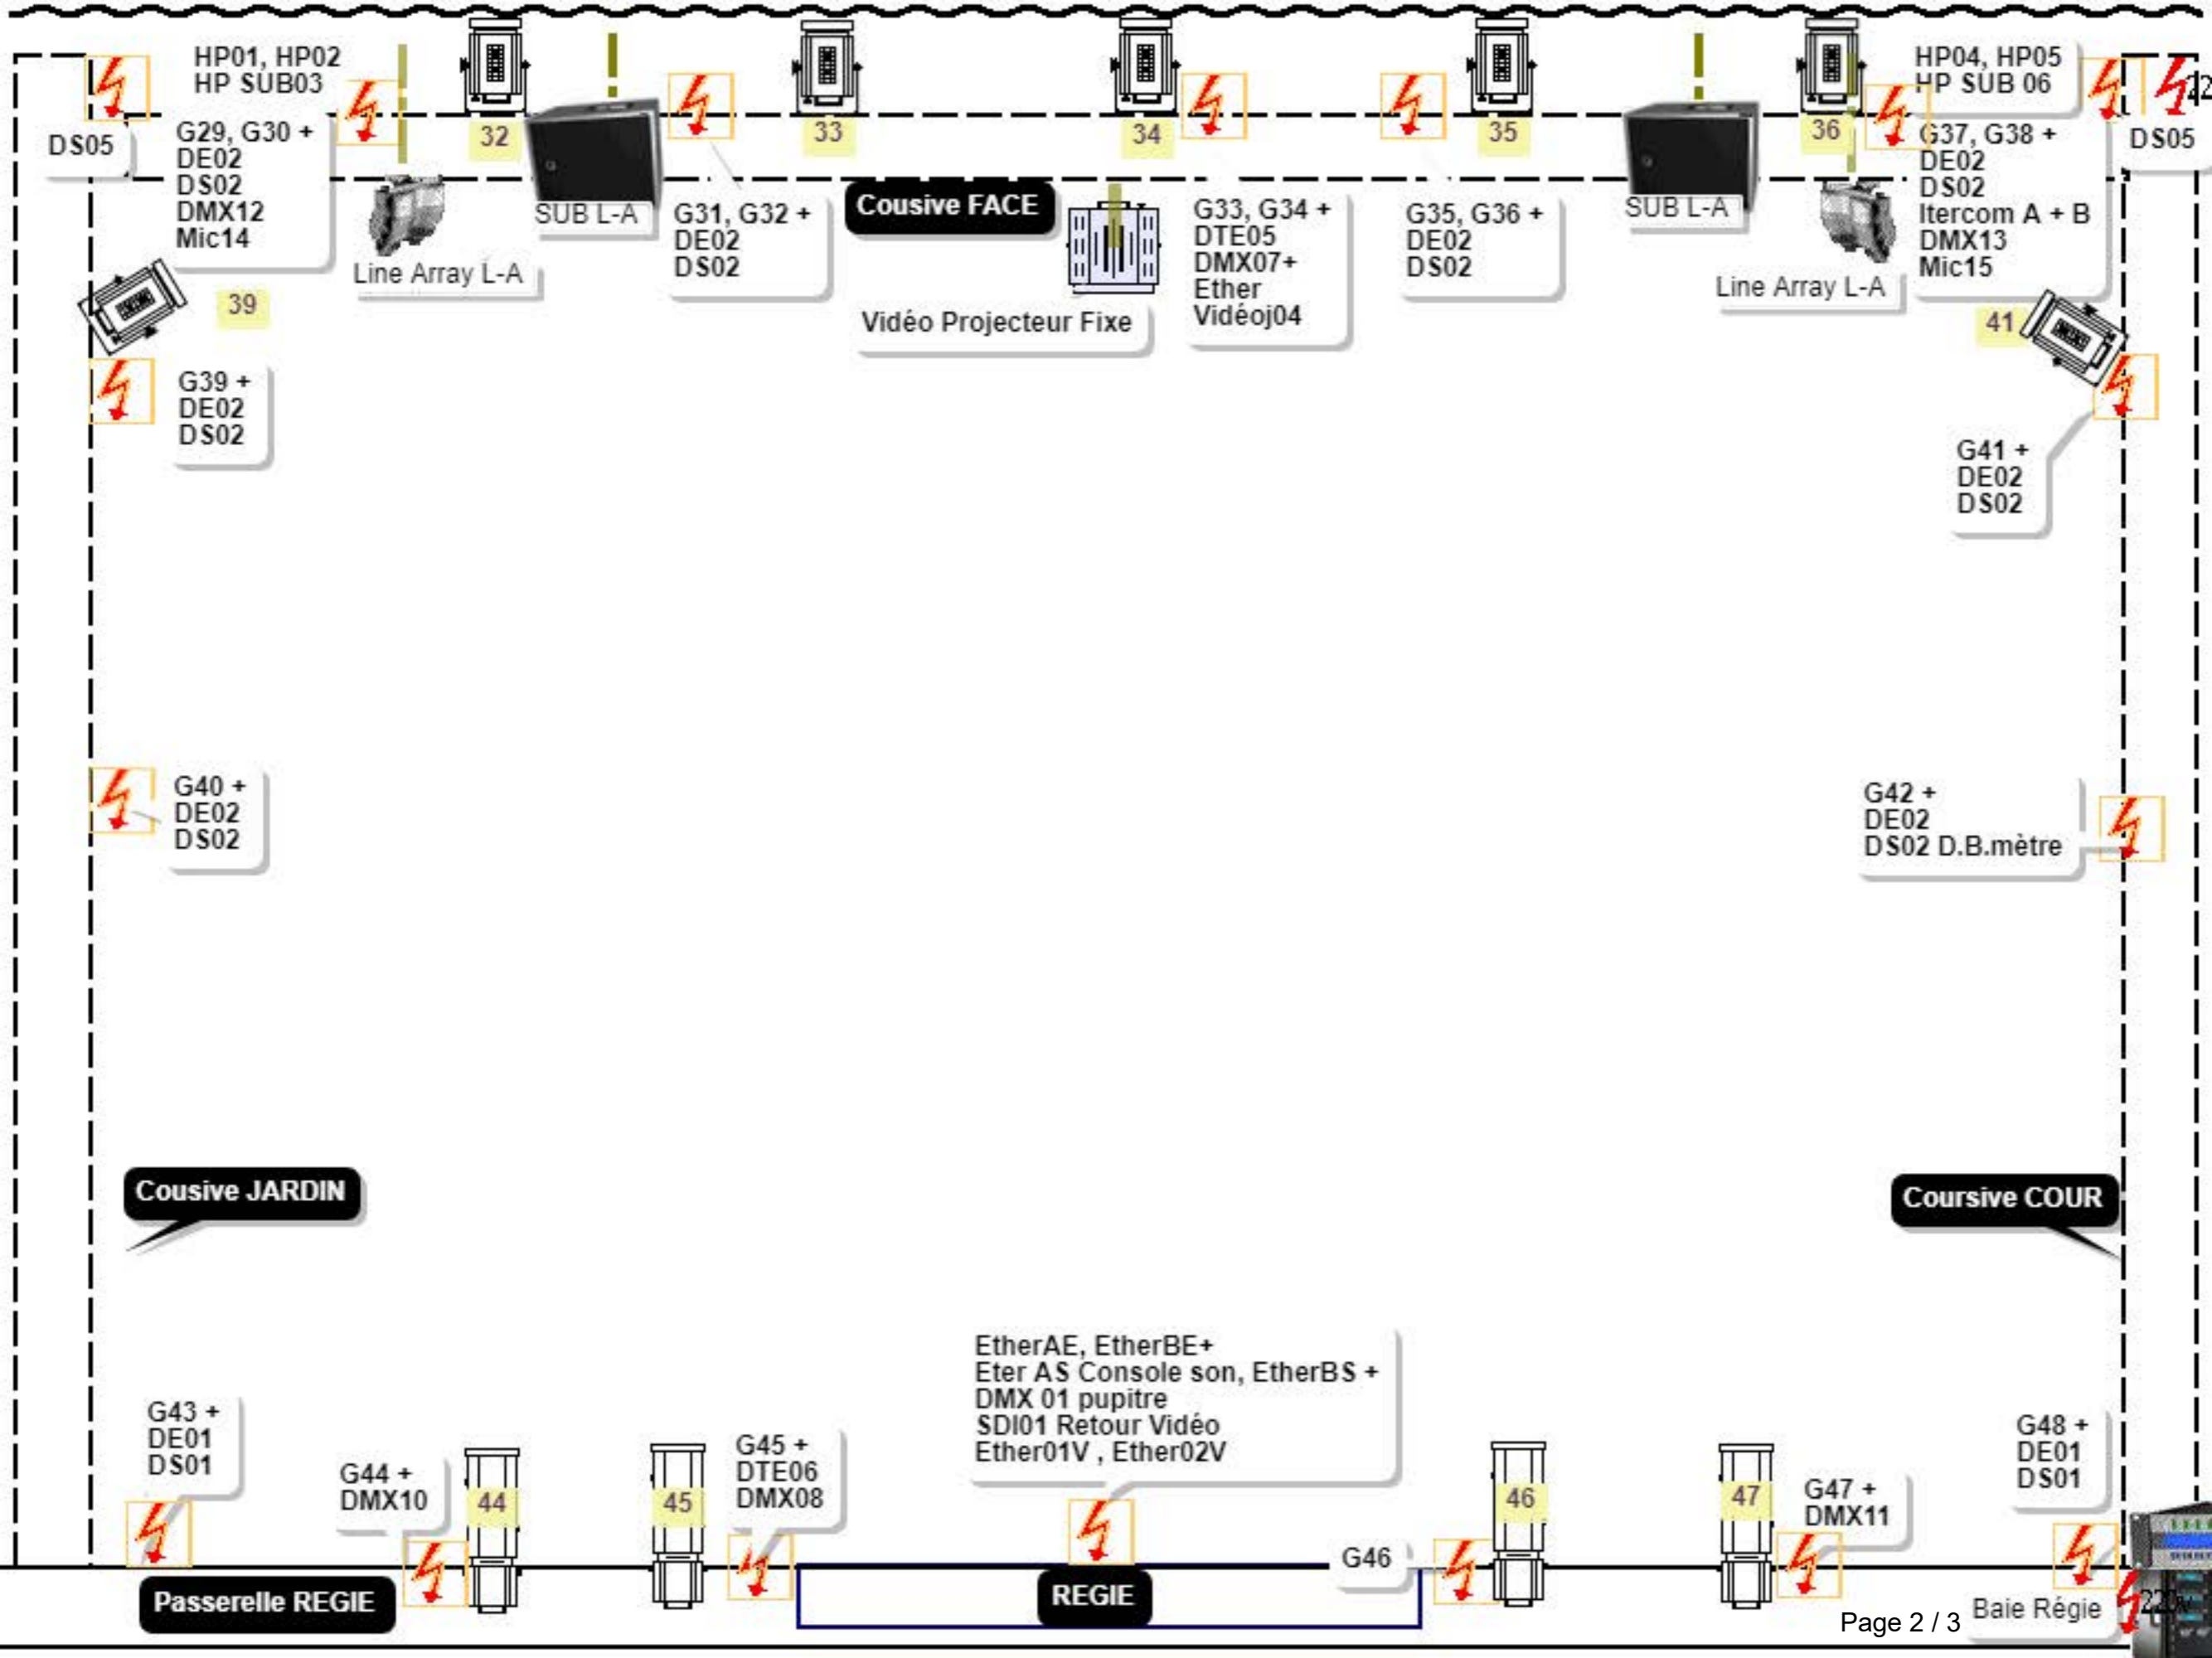 HP01, HP02
HP SUB03
HP04, HP05
HP SUB 06
DS05
G29, G30 +
DE02
DS02
DMX12
Mic14
32
33
34
35
36
G37, G38 +
DE02
DS02
Itercom A + B
DMX13
Mic15
DS05
SUB L-A
G31, G32 +
DE02
DS02
Cousive FACE
G33, G34 +
DTE05
DMX07+
Ether
Vidéoj04
G35, G36 +
DE02
DS02
SUB L-A
Line Array L-A
Line Array L-A
39
Vidéo Projecteur Fixe
41
G39 +
DE02
DS02
G41 +
DE02
DS02
G40 +
DE02
DS02
G42 +
DE02
DS02 D.B.mètre
Cousive JARDIN
Coursive COUR
EtherAE, EtherBE+
Eter AS Console son, EtherBS +
DMX 01 pupitre
SDI01 Retour Vidéo
Ether01V , Ether02V
G43 +
DE01
DS01
G44 +
DMX10
44
45
G45 +
DTE06
DMX08
46
47
G47 +
DMX11
G48 +
DE01
DS01
G46
Passerelle REGIE
REGIE
Page 2 / 3
Baie Régie